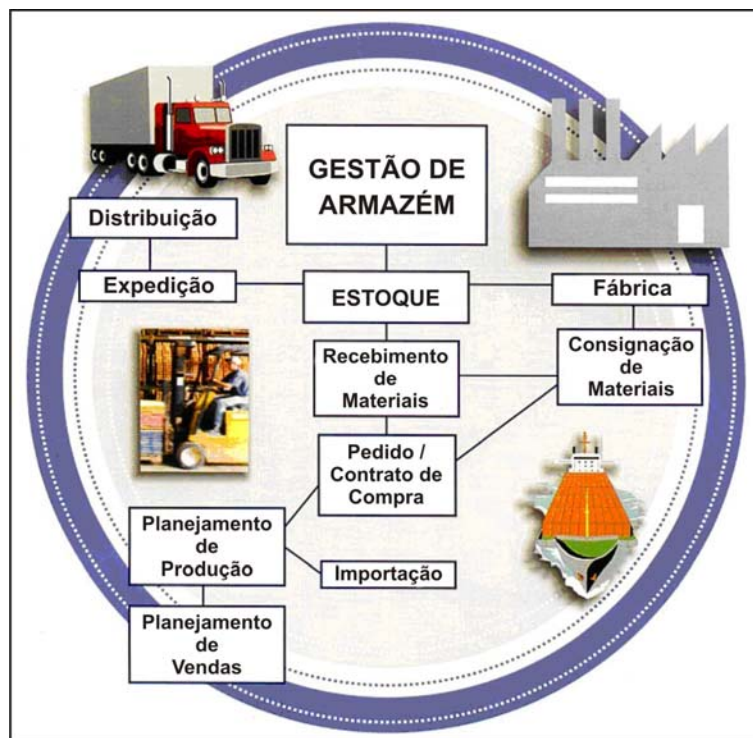 GESTÃO DE
ARMAZÉM
Distribuição
Expedição
ESTOQUE
Fábrica
Recebimento
de
Materiais
Consignação
de
Materiais
Pedido /
Contrato de
Compra
Planejamento
de
Produção
Importação
Planejamento
de
Vendas